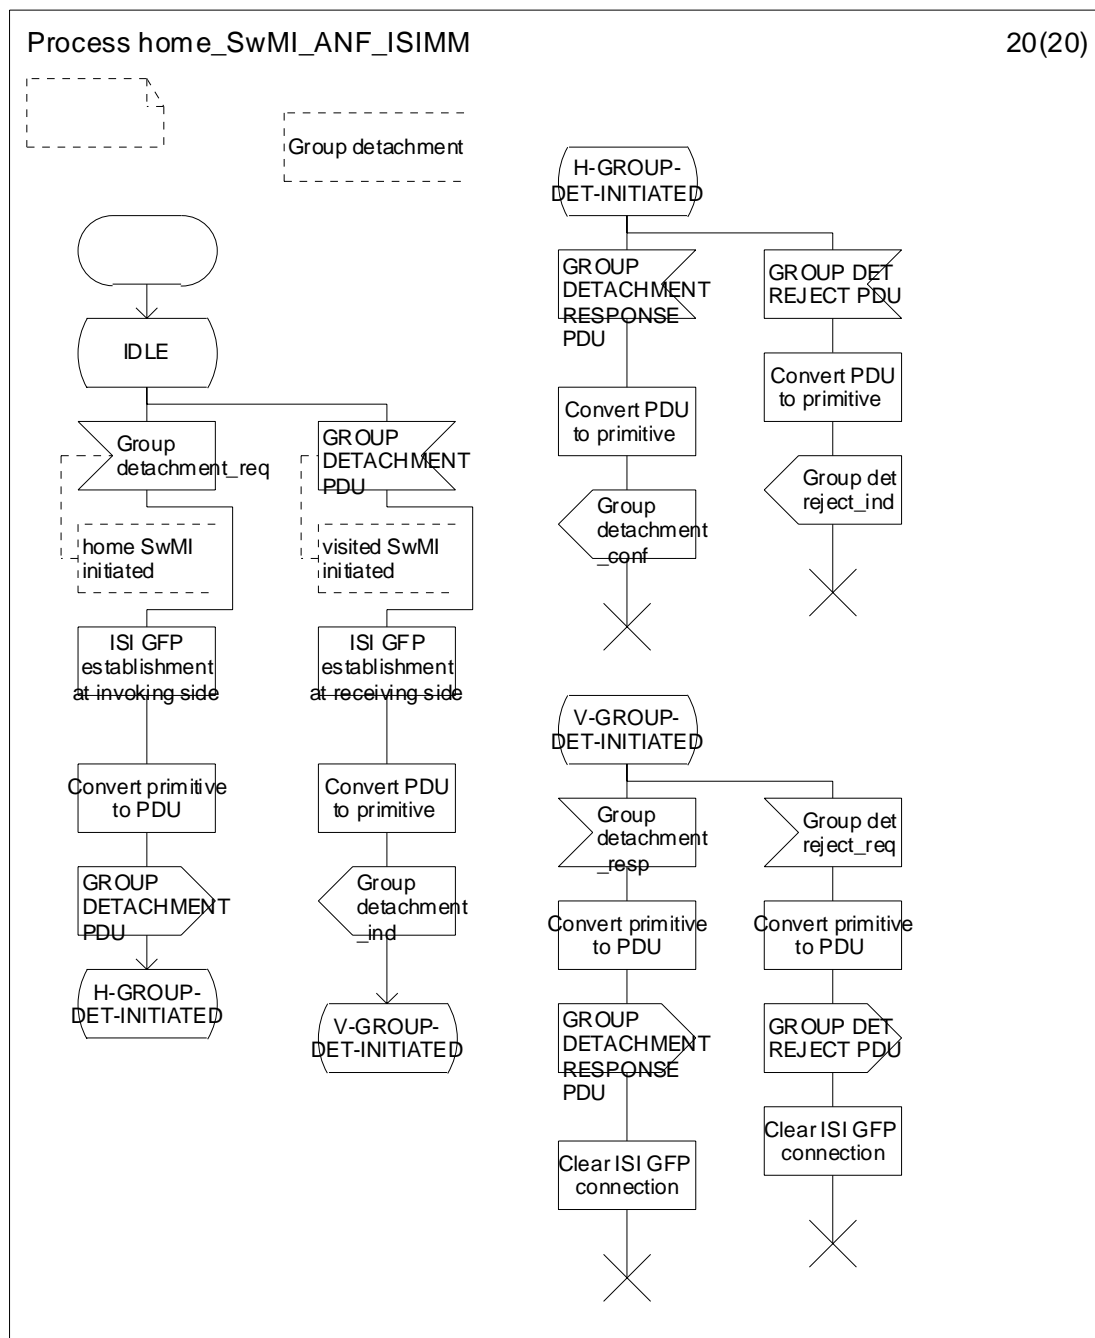 Process home_SwMI_ANF_ISIMM
20(20)
Group detachment
IDLE
Group
detachment_req
home SwMI
initiated
ISI GFP
establishment
at invoking side
Convert primitive
to PDU
GROUP
DETACHMENT
PDU
H-GROUP-
DET-INITIATED
GROUP
DETACHMENT
PDU
visited SwMI
initiated
ISI GFP
establishment
at receiving side
Convert PDU
to primitive
Group
detachment
_ind
V-GROUP-
DET-INITIATED
H-GROUP-
DET-INITIATED
GROUP
DETACHMENT
RESPONSE
PDU
Convert PDU
to primitive
Group
detachment
_conf
GROUP DET
REJECT PDU
Convert PDU
to primitive
Group det
reject_ind
V-GROUP-
DET-INITIATED
Group
detachment
_resp
Convert primitive
to PDU
GROUP
DETACHMENT
RESPONSE
PDU
Clear ISI GFP
connection
Group det
reject_req
Convert primitive
to PDU
GROUP DET
REJECT PDU
Clear ISI GFP
connection